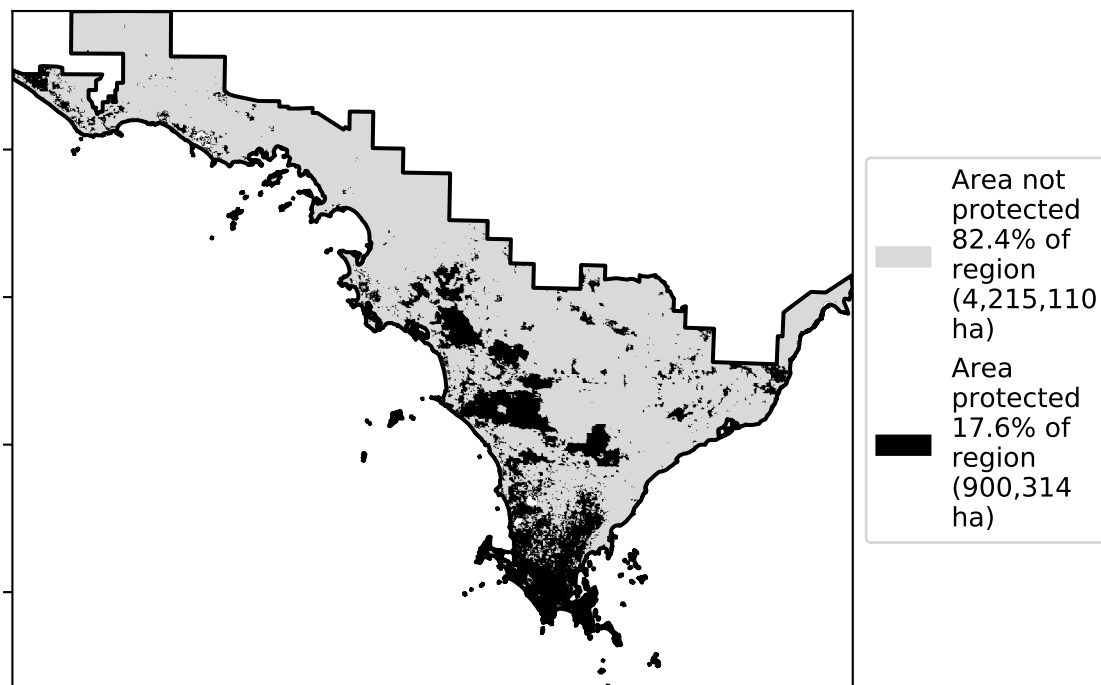 Area not
protected
82.4% of
region
(4,215,110
ha)
Area
protected
17.6% of
region
(900,314
ha)